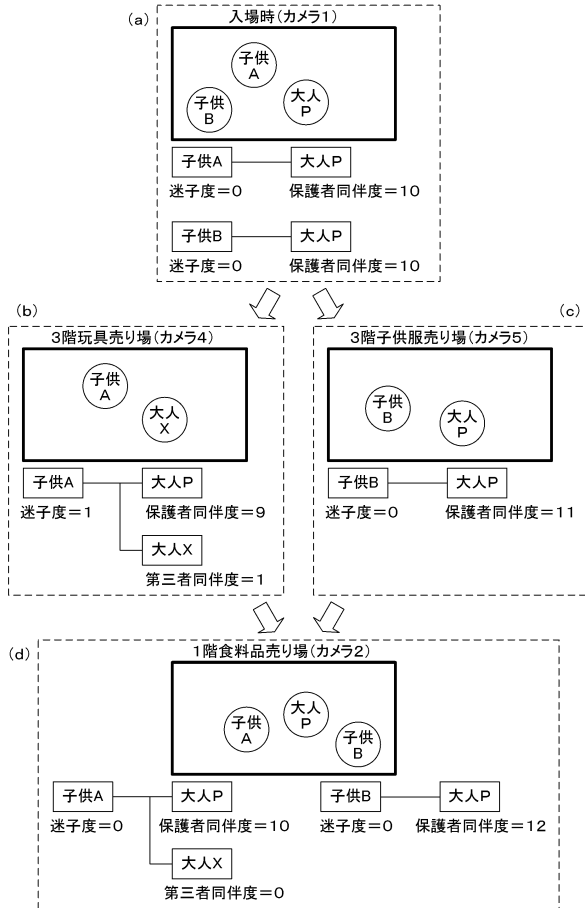 (a)
入場時(カメラ1)
子供
A
子供
B
大人
P
子供A
大人P
迷子度=0
保護者同伴度=10
子供B
大人P
迷子度=0
保護者同伴度=10
(b)
3階玩具売り場(カメラ4)
子供
A
大人
X
子供A
大人P
迷子度=1
保護者同伴度=9
大人X
第三者同伴度=1
(c)
3階子供服売り場(カメラ5)
子供
B
大人
P
子供B
大人P
迷子度=0
保護者同伴度=11
(d)
1階食料品売り場(カメラ2)
子供
A
大人
P
子供
B
子供A
大人P
迷子度=0
保護者同伴度=10
大人X
第三者同伴度=0
子供B
大人P
迷子度=0
保護者同伴度=12